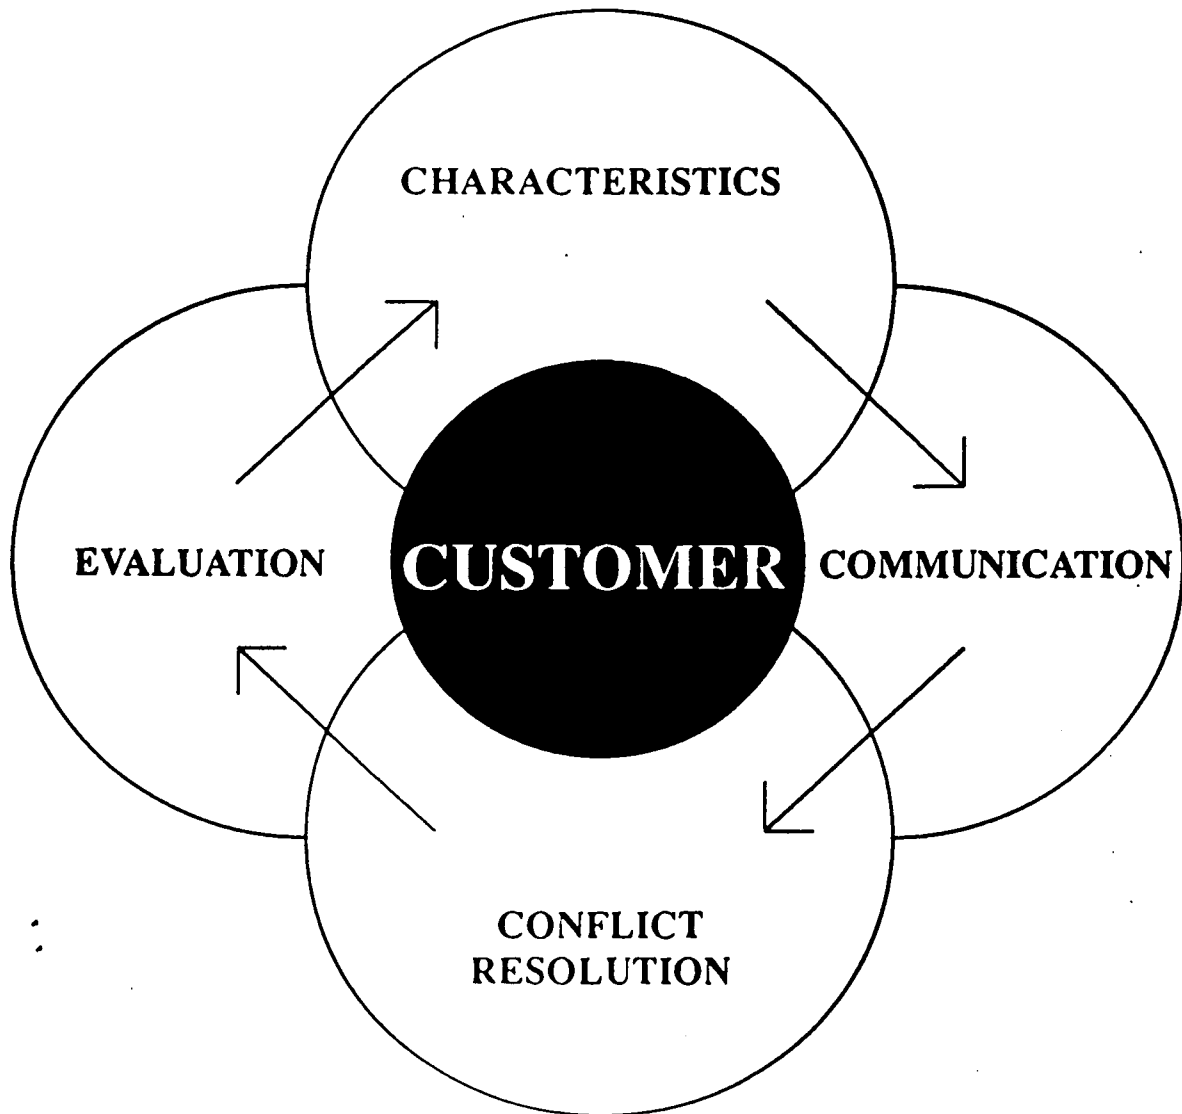 CHARACTERISTICS
EVALUATION
CUSTOMER
COMMUNICATION
CONFLICT
RESOLUTION